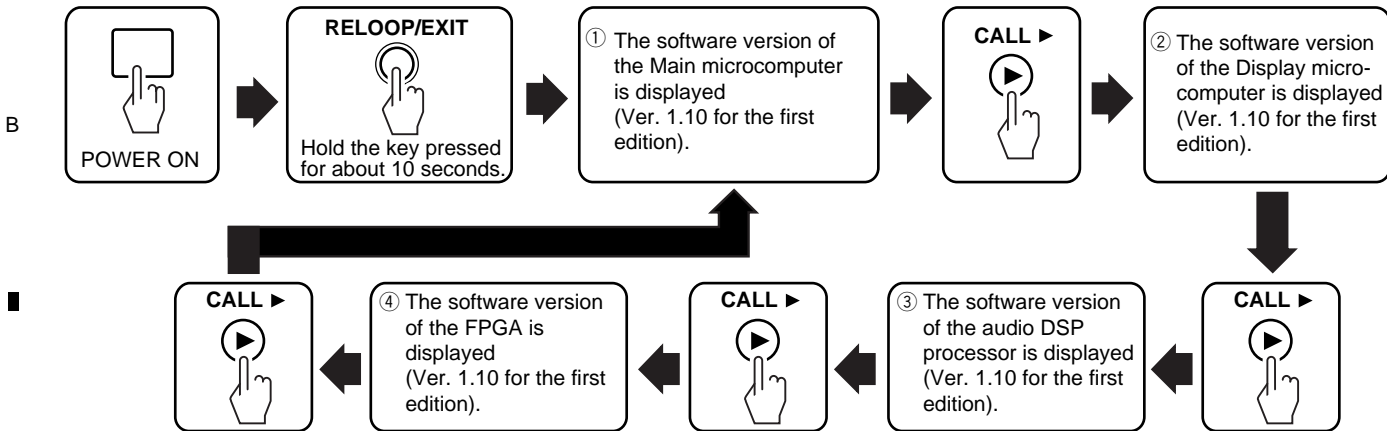 B
POWER ON
RELOOP/EXIT
Hold the key pressed
for about 10 seconds.
① The software version of
the Main microcomputer
is displayed
(Ver. 1.10 for the first
edition).
CALL ►
② The software version
of the Display micro-
computer is displayed
(Ver. 1.10 for the first
edition).
CALL ►
③ The software version
of the audio DSP
processor is displayed
(Ver. 1.10 for the first
edition).
CALL ►
④ The software version
of the FPGA is
displayed
(Ver. 1.10 for the first
edition).
CALL ►